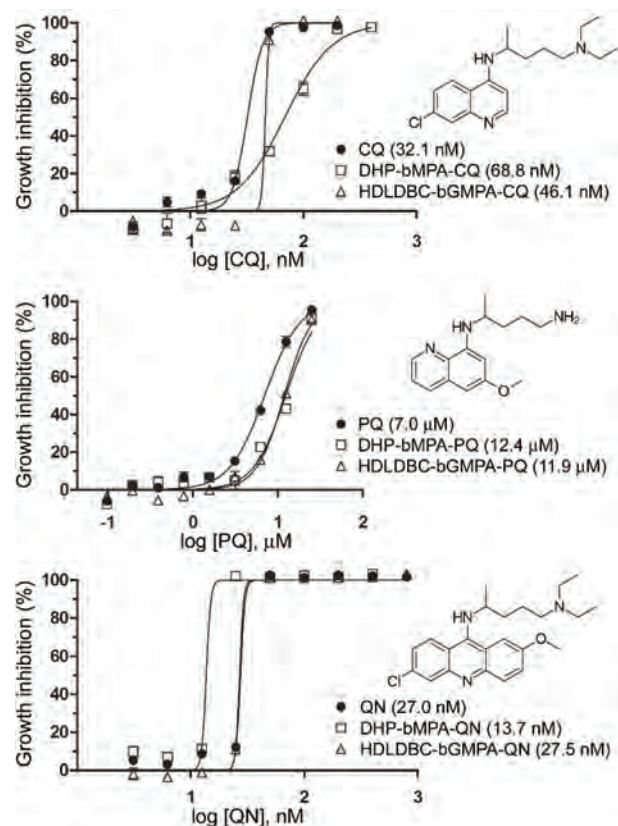 Growth inhibition (%)
100
80
60
40
20
0
1
2
3
log [CQ], nM
HN
N
Cl
N
CQ (32.1 nM)
DHP-bMPA-CQ (68.8 nM)
HDLDBC-bGMPA-CQ (46.1 nM)
Growth inhibition (%)
100
80
60
40
20
0
-1
0
1
2
log [PQ], μM
HN
NH2
N
O
PQ (7.0 μM)
DHP-bMPA-PQ (12.4 μM)
HDLDBC-bGMPA-PQ (11.9 μM)
Growth inhibition (%)
100
80
60
40
20
0
1
2
3
log [QN], nM
HN
N
O
Cl
N
QN (27.0 nM)
DHP-bMPA-QN (13.7 nM)
HDLDBC-bGMPA-QN (27.5 nM)